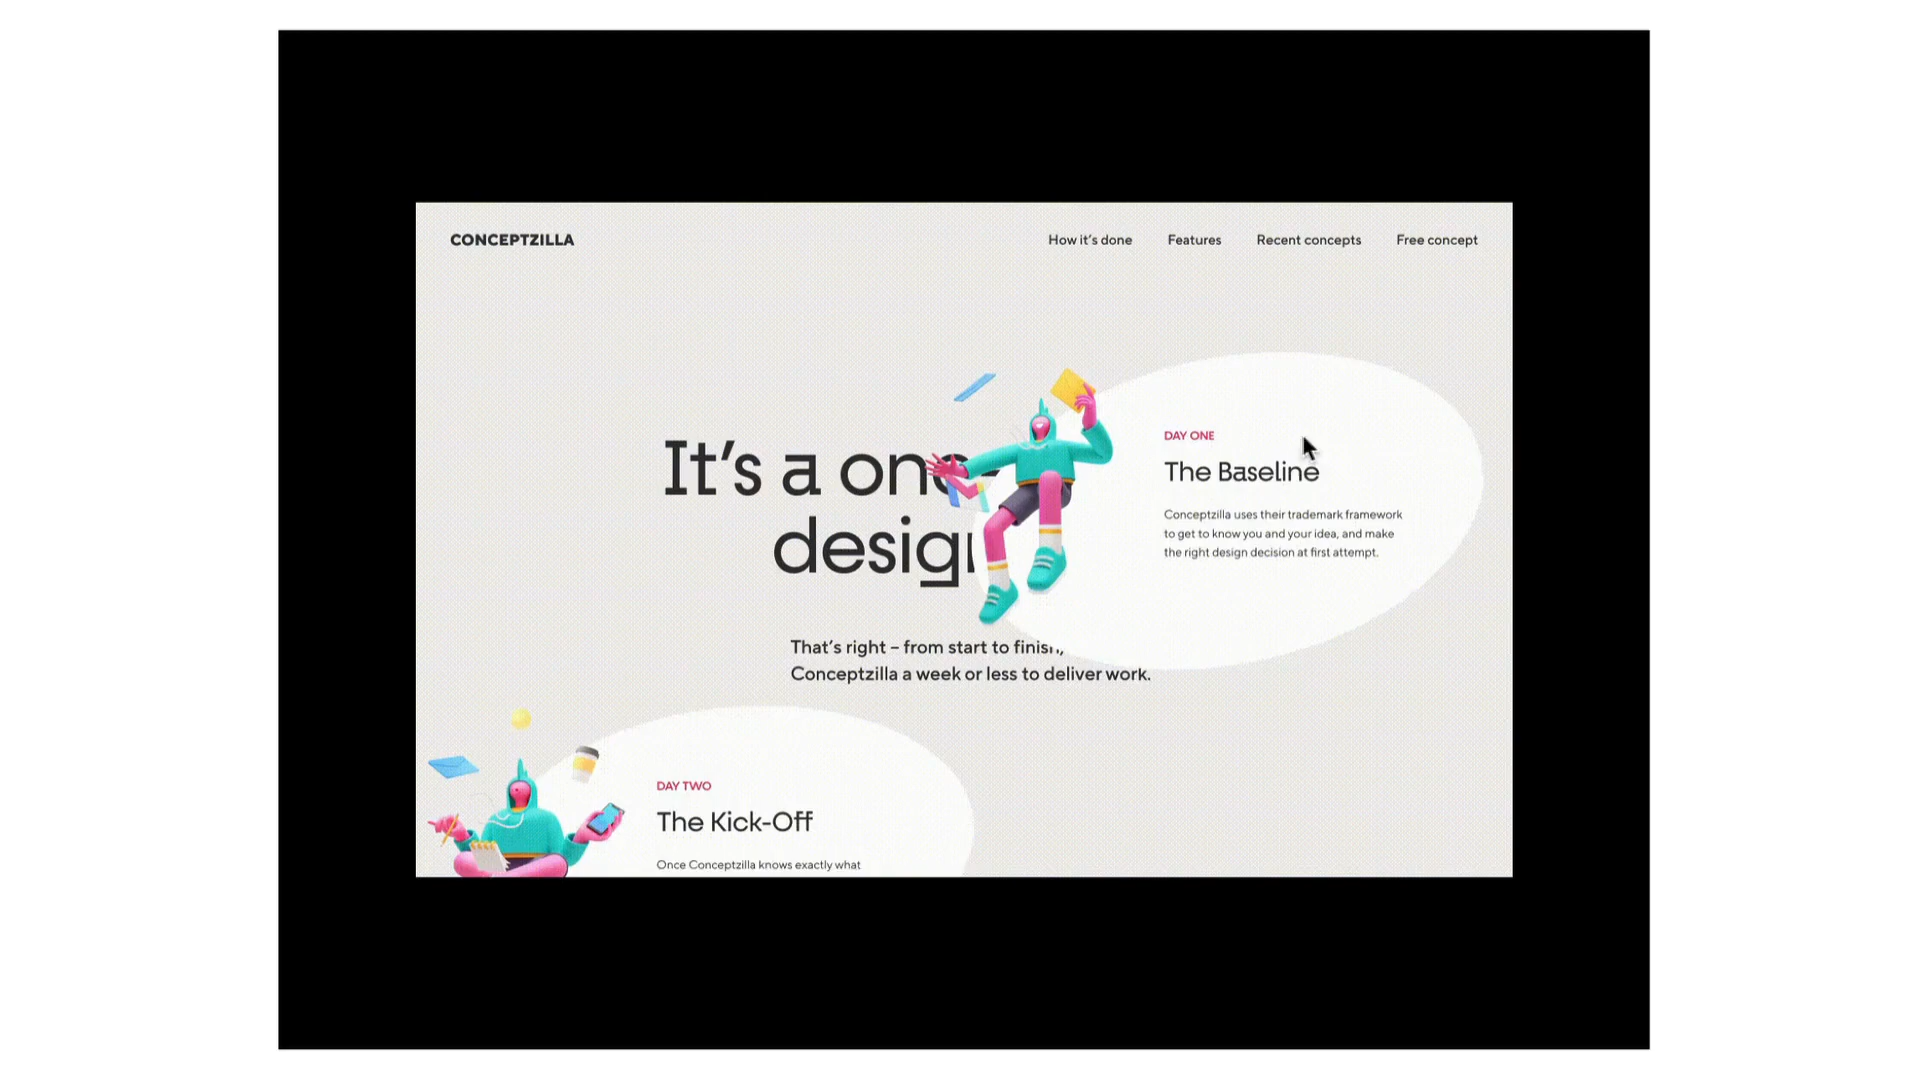 CONCEPTZILLA
How it's done
Features
Recent concepts
Free concept
It's a one
DAY ONE
The Baseline
Conceptzilla uses their trademark framework
to get to know you and your idea, and make
the right design decision at first attempt.
That's right – from start to finish,
Conceptzilla a week or less to deliver work.
DAY TWO
The Kick-Off
Once Conceptzilla knows exactly what